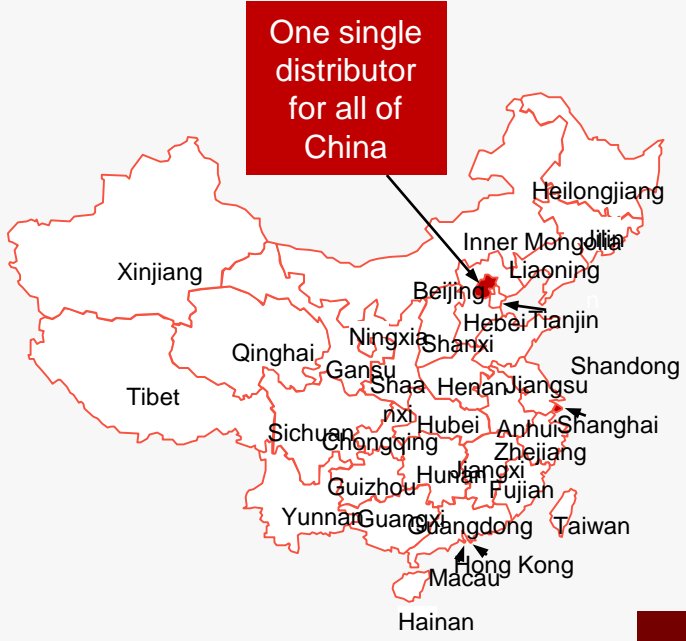 One single
distributor
for all of
China
Heilongjiang
Inner Mongolia
Jilin
Liaoning
Xinjiang
Beijing
Hebei
Tianjin
Ningxia
Shanxi
Qinghai
Gansu
Shandong
Tibet
Shaa
nxi
Henan
Jiangsu
Hubei
Anhui
Shanghai
Sichuan
Chongqing
Zhejiang
Hunan
Jiangxi
Guizhou
Fujian
Yunnan
Guangxi
Guangdong
Taiwan
Hong Kong
Macau
Hainan